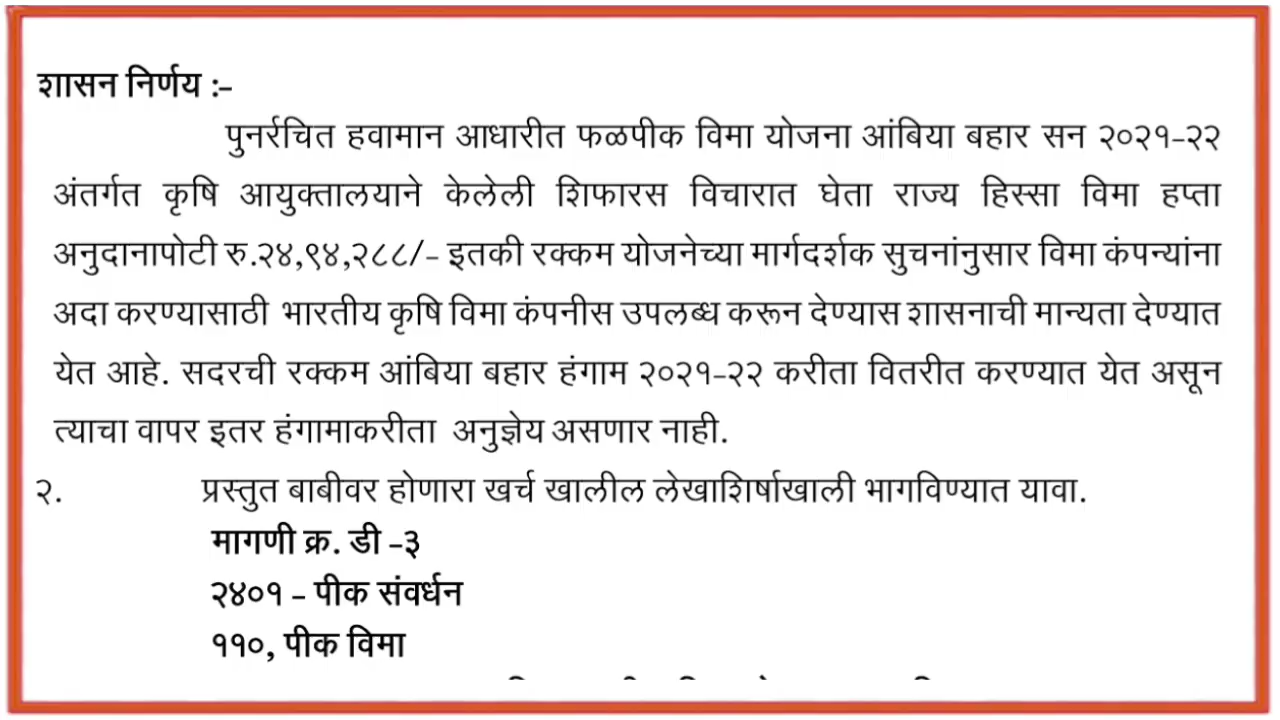 शासन निर्णय :-
पुनर्रचित हवामान आधारीत फळपीक विमा योजना आंबिया बहार सन २०२१-२२
अंतर्गत कृषि आयुक्तालयाने केलेली शिफारस विचारात घेता राज्य हिस्सा विमा हप्ता
अनुदानापोटी रु.२४,९४,२८८/- इतकी रक्कम योजनेच्या मार्गदर्शक सुचनांनुसार विमा कंपन्यांना
अदा करण्यासाठी भारतीय कृषि विमा कंपनीस उपलब्ध करून देण्यास शासनाची मान्यता देण्यात
येत आहे. सदरची रक्कम आंबिया बहार हंगाम २०२१-२२ करीता वितरीत करण्यात येत असून
त्याचा वापर इतर हंगामाकरीता अनुज्ञेय असणार नाही.
२. प्रस्तुत बाबीवर होणारा खर्च खालील लेखाशिर्षाखाली भागविण्यात यावा.
मागणी क्र. डी -३
२४०१ - पीक संवर्धन
११०, पीक विमा